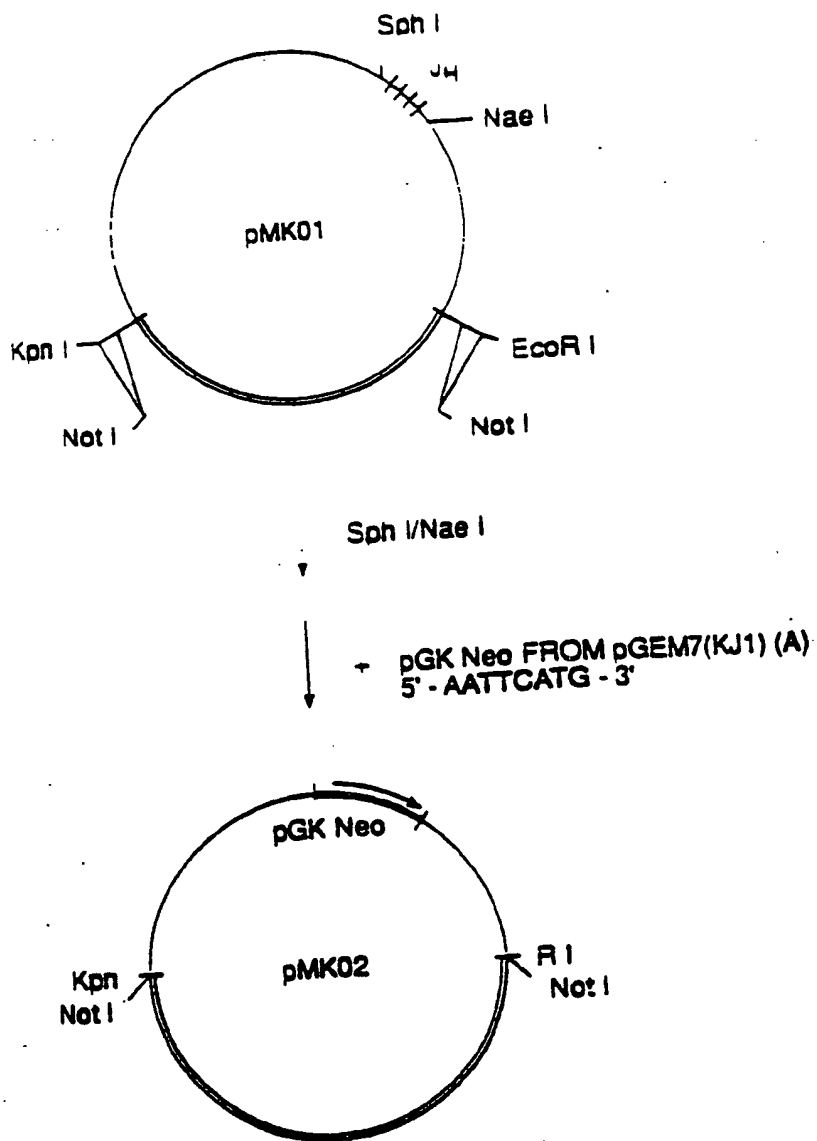 Sph I
JH
Nae I
pMK01
Kpn I
EcoR I
Not I
Not I
Sph I/Nae I
+ pGK Neo FROM pGEM7(KJ1) (A)
5' - AATTCATG - 3'
pGK Neo
pMK02
Kpn
Not I
R I
Not I